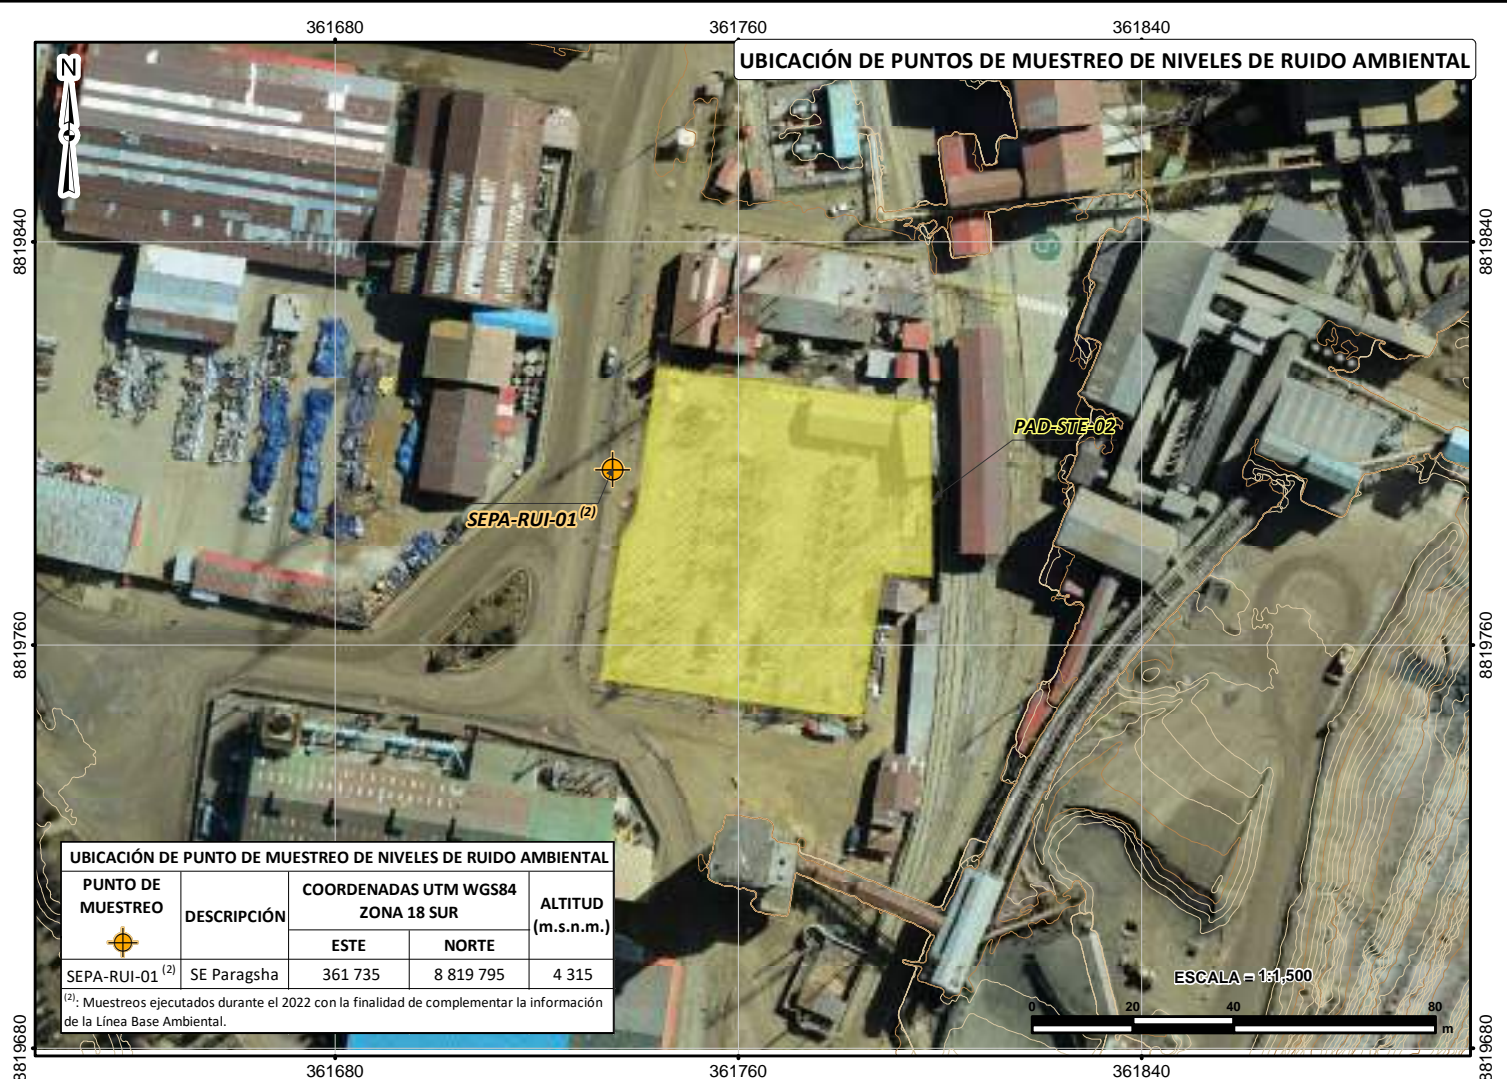 361680
361760
361840
UBICACIÓN DE PUNTOS DE MUESTREO DE NIVELES DE RUIDO AMBIENTAL
N
8819840
8819840
PAD-STE-02
SEPA-RUI-01 (2)
8819760
8819760
UBICACIÓN DE PUNTO DE MUESTREO DE NIVELES DE RUIDO AMBIENTAL
PUNTO DE MUESTREO
DESCRIPCIÓN
COORDENADAS UTM WGS84
ZONA 18 SUR
ALTITUD
(m.s.n.m.)
ESTE
NORTE
SEPA-RUI-01 (2)
SE Paragsha
361 735
8 819 795
4 315
(2): Muestreos ejecutados durante el 2022 con la finalidad de complementar la información
de la Línea Base Ambiental.
ESCALA = 1:1,500
0 20 40 80
m
8819680
8819680
361680
361760
361840